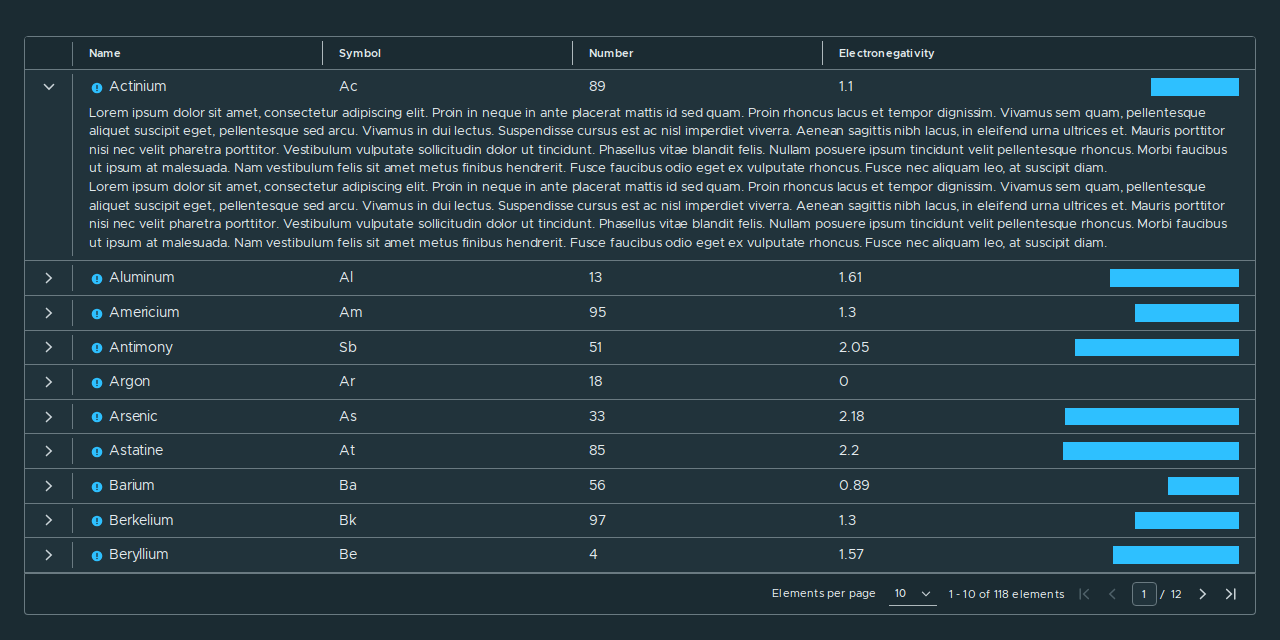 Name Symbol Number Electronegativity
Actinium Ac 89 1.1
Lorem ipsum dolor sit amet, consectetur adipiscing elit. Proin in neque in ante placerat mattis id sed quam. Proin rhoncus lacus et tempor dignissim. Vivamus sem quam, pellentesque
aliquet suscipit eget, pellentesque sed arcu. Vivamus in dui lectus. Suspendisse cursus est ac nisl imperdiet viverra. Aenean sagittis nibh lacus, in eleifend urna ultrices et. Mauris porttitor
nisi nec velit pharetra porttitor. Vestibulum vulputate sollicitudin dolor ut tincidunt. Phasellus vitae blandit felis. Nullam posuere ipsum tincidunt velit pellentesque rhoncus. Morbi faucibus
ut ipsum at malesuada. Nam vestibulum felis sit amet metus finibus hendrerit. Fusce faucibus odio eget ex vulputate rhoncus. Fusce nec aliquam leo, at suscipit diam.
Lorem ipsum dolor sit amet, consectetur adipiscing elit. Proin in neque in ante placerat mattis id sed quam. Proin rhoncus lacus et tempor dignissim. Vivamus sem quam, pellentesque
aliquet suscipit eget, pellentesque sed arcu. Vivamus in dui lectus. Suspendisse cursus est ac nisl imperdiet viverra. Aenean sagittis nibh lacus, in eleifend urna ultrices et. Mauris porttitor
nisi nec velit pharetra porttitor. Vestibulum vulputate sollicitudin dolor ut tincidunt. Phasellus vitae blandit felis. Nullam posuere ipsum tincidunt velit pellentesque rhoncus. Morbi faucibus
ut ipsum at malesuada. Nam vestibulum felis sit amet metus finibus hendrerit. Fusce faucibus odio eget ex vulputate rhoncus. Fusce nec aliquam leo, at suscipit diam.
Aluminum Al 13 1.61
Americium Am 95 1.3
Antimony Sb 51 2.05
Argon Ar 18 0
Arsenic As 33 2.18
Astatine At 85 2.2
Barium Ba 56 0.89
Berkelium Bk 97 1.3
Beryllium Be 4 1.57
Elements per page 10 1 - 10 of 118 elements 1 / 12